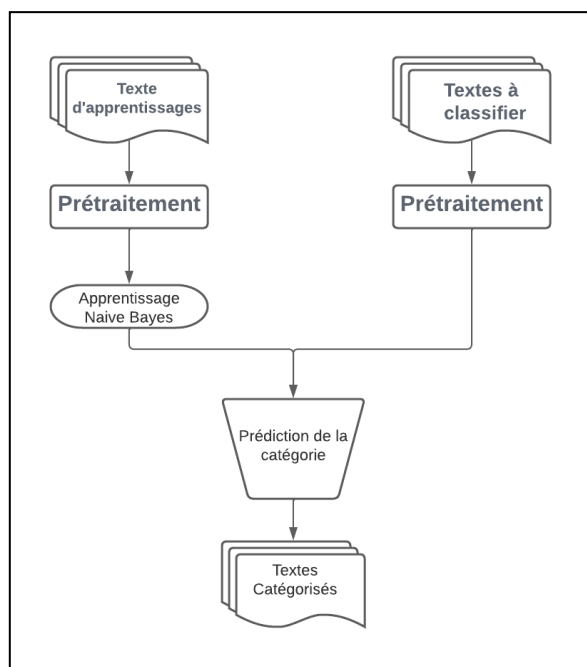 Texte
d'apprentissages
Textes à
classifier
Prétraitement
Prétraitement
Apprentissage
Naive Bayes
Prédiction de la
catégorie
Textes
Catégorisés